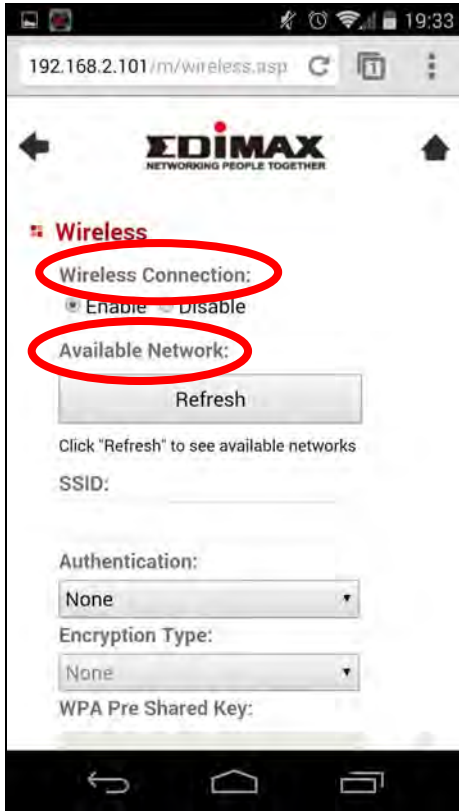 19:33
192.168.2.101/m/wireless.asp 1
EDIMAX
NETWORKING PEOPLE TOGETHER
Wireless
Wireless Connection:
Enable Disable
Available Network:
Refresh
Click "Refresh" to see available networks
SSID:
Authentication:
None
Encryption Type:
None
WPA Pre Shared Key: